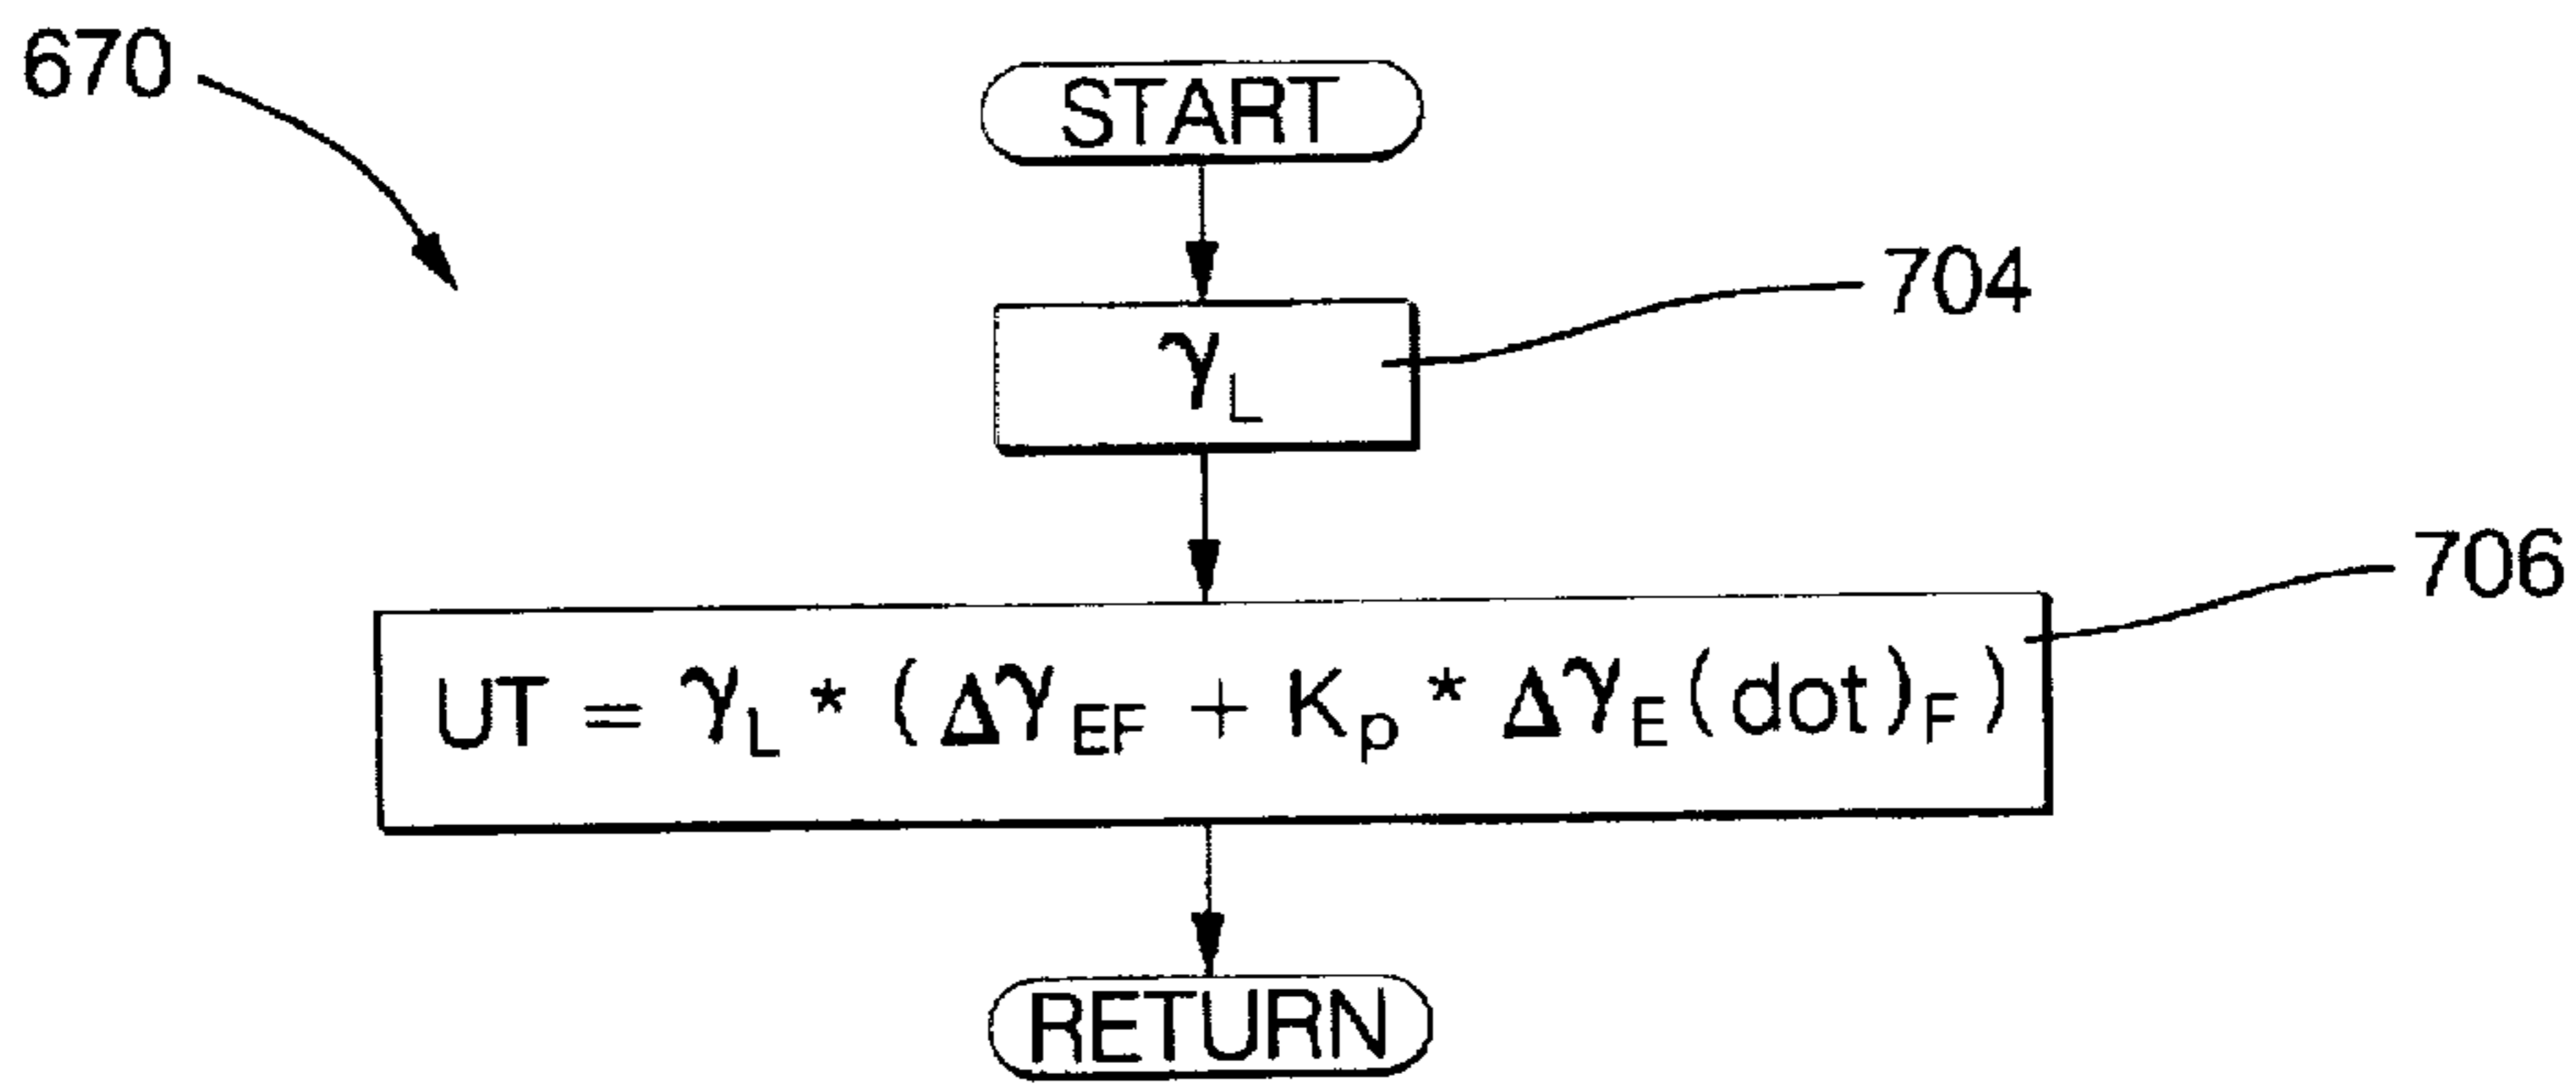 670
START
704
γL
706
UT = γL * ( ΔγEF + Kp * ΔγE(dot)F )
RETURN